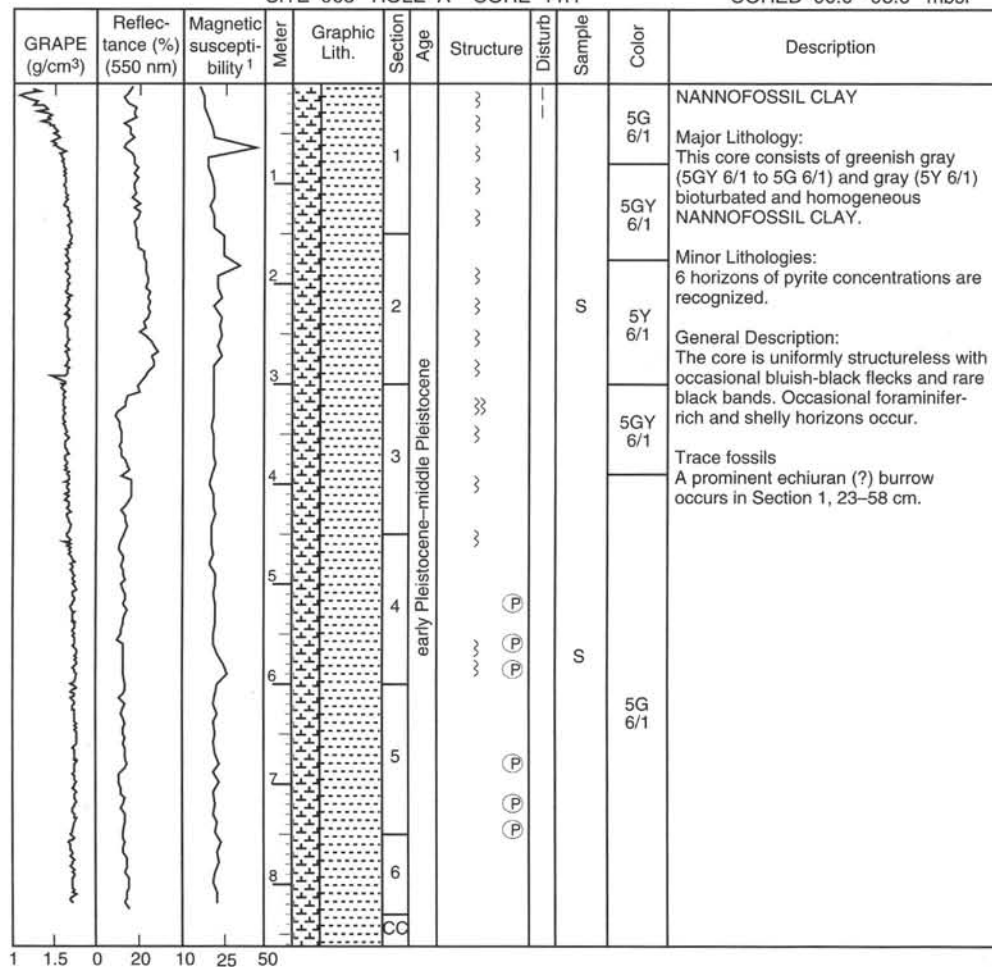 GRAPE
(g/cm3)
Reflec-
tance (%)
(550 nm)
Magnetic
suscepti-
bility 1
Meter
Graphic
Lith.
Section
Age
Structure
Disturb
Sample
Color
Description
1
2
3
4
5
6
7
8
1
2
3
4
5
6
CC
early Pleistocene–middle Pleistocene
P
P
P
P
P
P
S
S
5G
6/1
5GY
6/1
5Y
6/1
5GY
6/1
5G
6/1
NANNOFOSSIL CLAY
Major Lithology:
This core consists of greenish gray
(5GY 6/1 to 5G 6/1) and gray (5Y 6/1)
bioturbated and homogeneous
NANNOFOSSIL CLAY.
Minor Lithologies:
6 horizons of pyrite concentrations are
recognized.
General Description:
The core is uniformly structureless with
occasional bluish-black flecks and rare
black bands. Occasional foraminifer-
rich and shelly horizons occur.
Trace fossils
A prominent echiuran (?) burrow
occurs in Section 1, 23–58 cm.
1 1.5 0 20 10 25 50